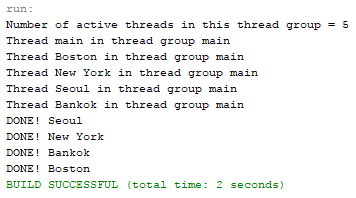 run:
Number of active threads in this thread group = 5
Thread main in thread group main
Thread Boston in thread group main
Thread New York in thread group main
Thread Seoul in thread group main
Thread Bankok in thread group main
DONE! Seoul
DONE! New York
DONE! Bankok
DONE! Boston
BUILD SUCCESSFUL (total time: 2 seconds)